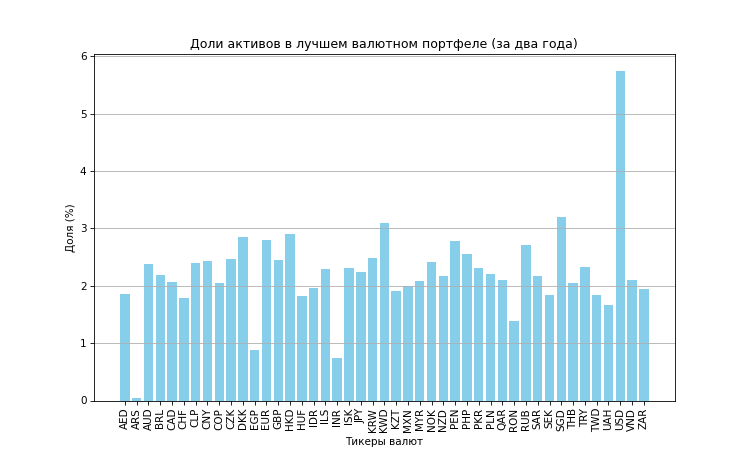 Доли активов в лучшем валютном портфеле (за два года)
6
5
4
3
2
1
0
Доля (%)
AED ARS AUD BRL CAD CHF CLP CNY COP CZK DKK EGP EUR GBP HKD HUF IDR ILS INR ISK JPY KRW KWD KZT MXN MYR NOK NZD PEN PHP PKR PLN QAR RON RUB SAR SEK SGD THB TRY TWD UAH USD VND ZAR
Тикеры валют